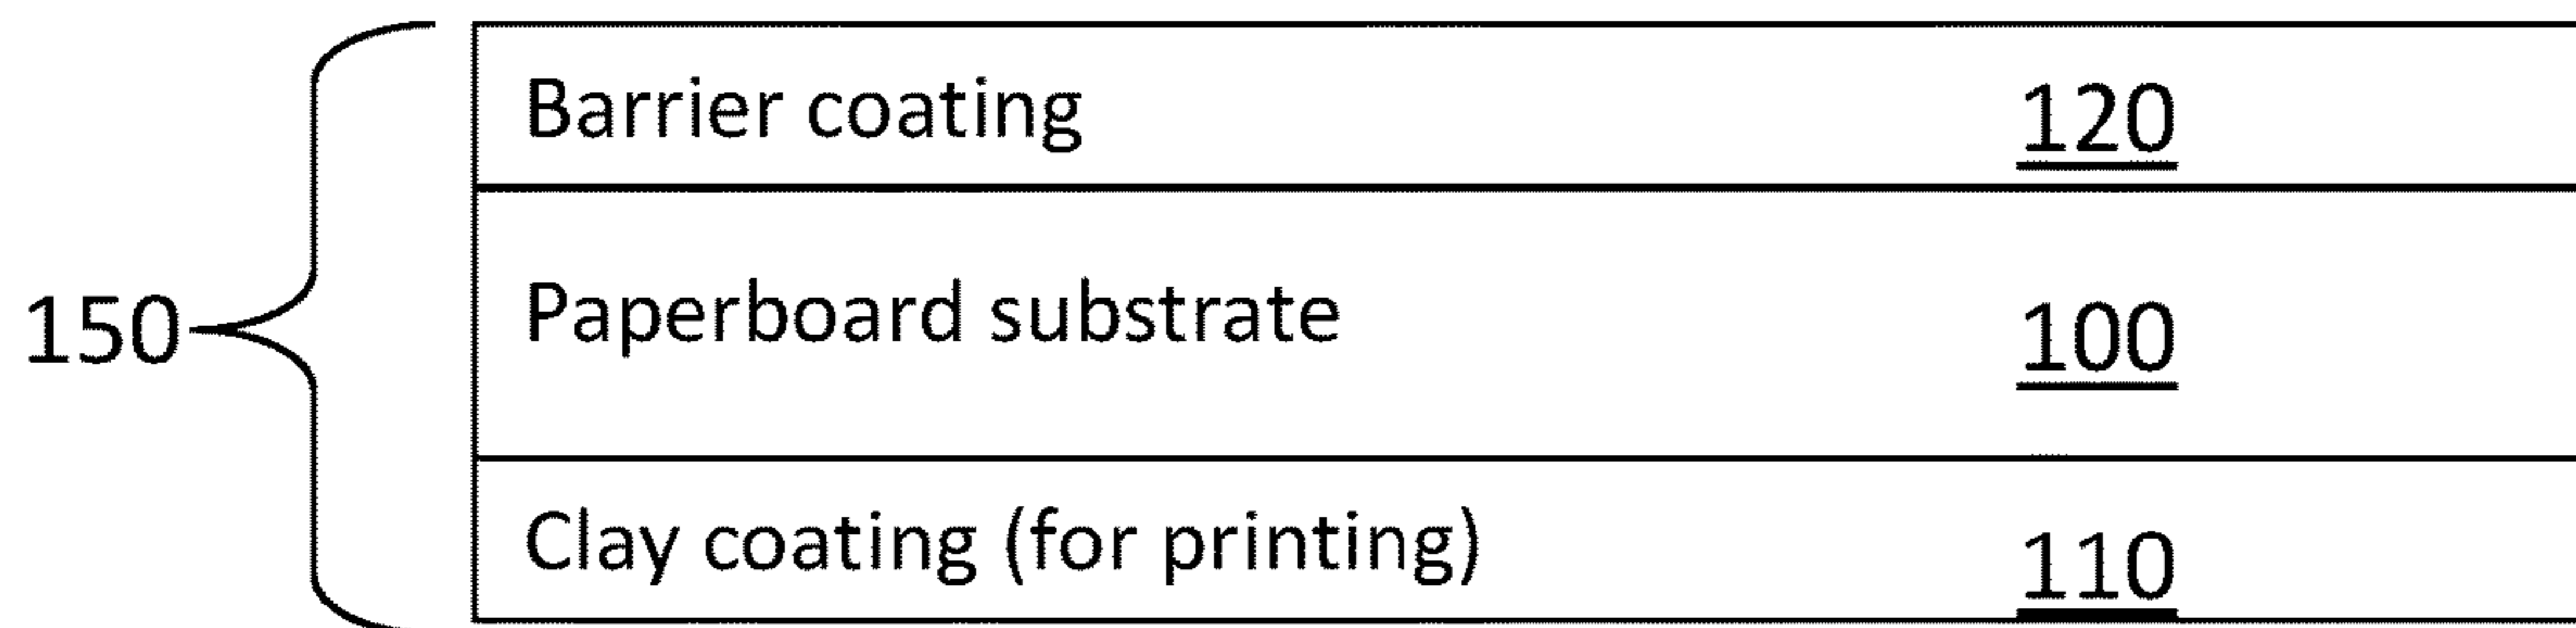 Barrier coating 120
Paperboard substrate 100
150
Clay coating (for printing) 110